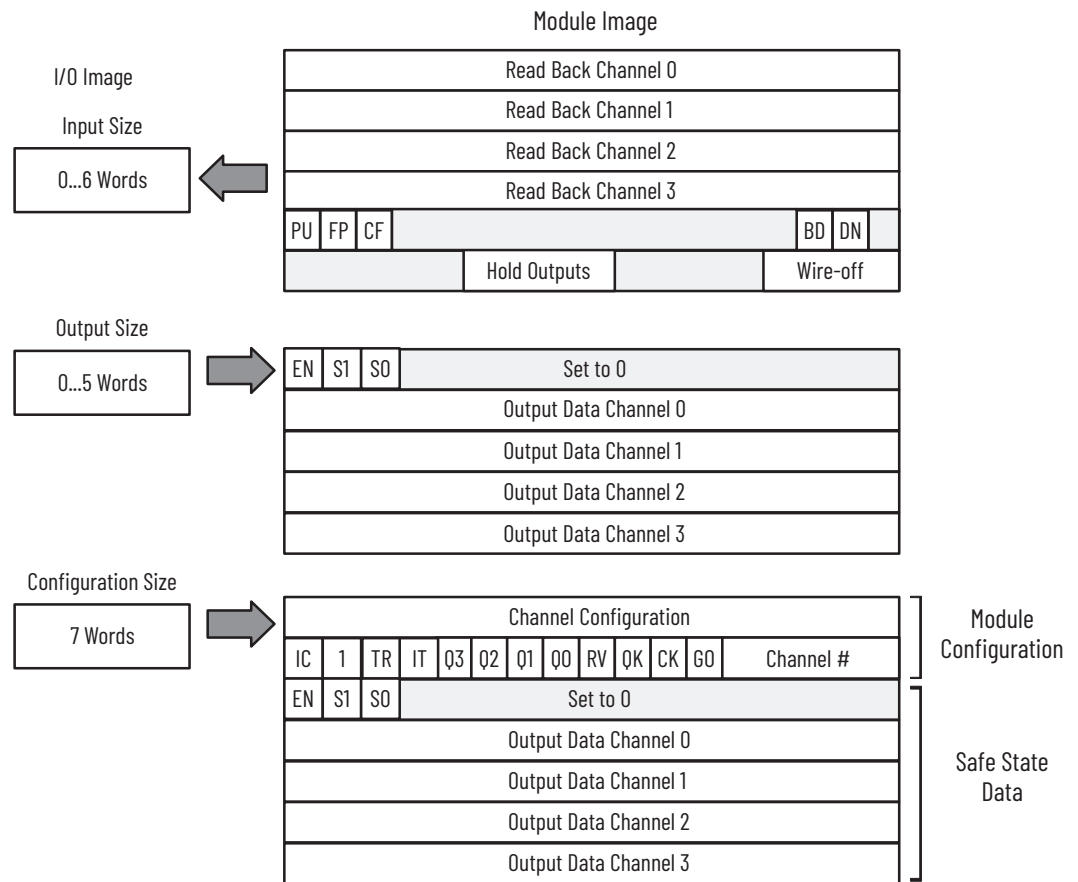 Module Image
I/O Image
Input Size
0...6 Words
Read Back Channel 0
Read Back Channel 1
Read Back Channel 2
Read Back Channel 3
PU FP CF BD DN
Hold Outputs Wire-off
Output Size
0...5 Words
EN S1 S0 Set to 0
Output Data Channel 0
Output Data Channel 1
Output Data Channel 2
Output Data Channel 3
Configuration Size
7 Words
Channel Configuration
IC 1 TR IT Q3 Q2 Q1 Q0 RV QK CK GO Channel #
Module
Configuration
EN S1 S0 Set to 0
Output Data Channel 0
Output Data Channel 1
Output Data Channel 2
Output Data Channel 3
Safe State
Data